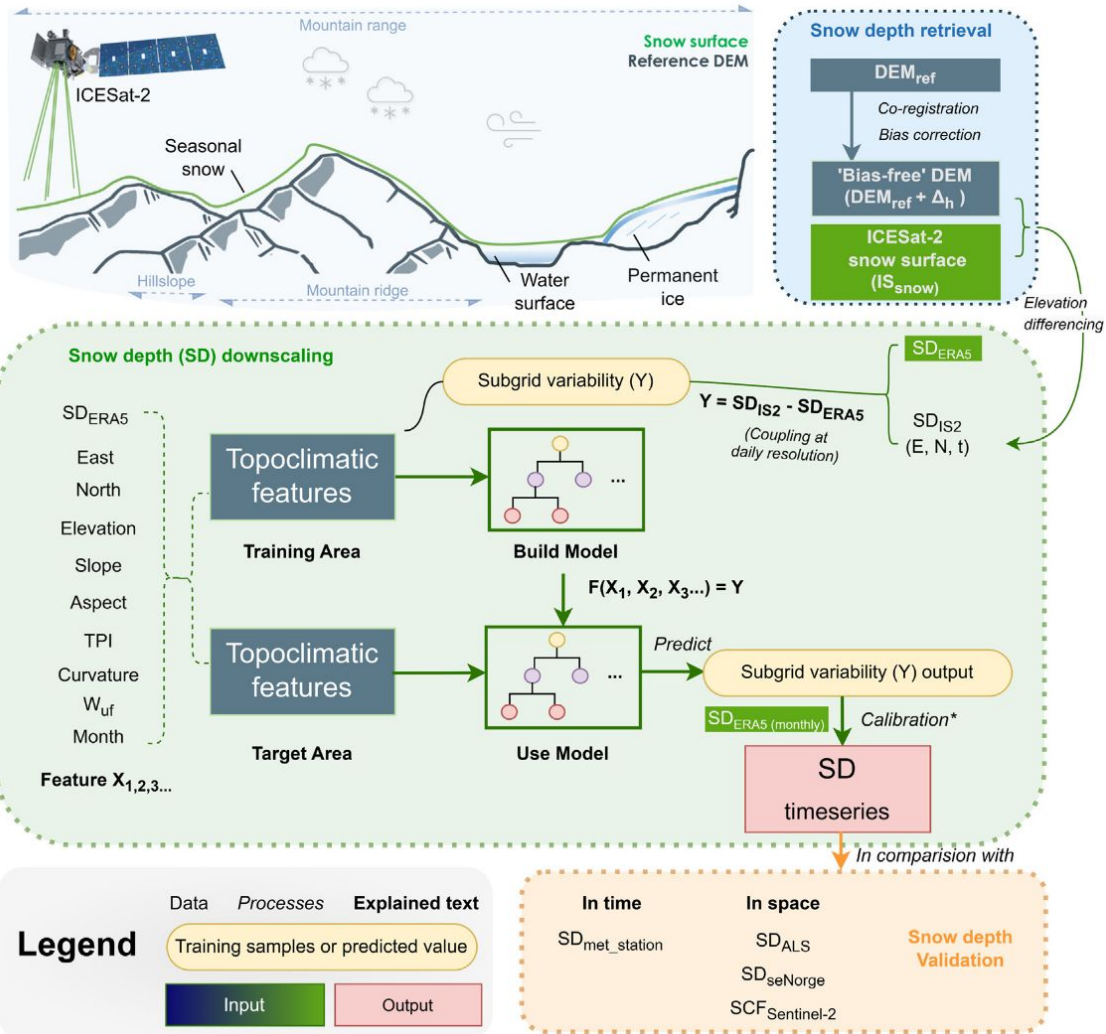 Mountain range
Snow surface
Reference DEM
ICESat-2
Seasonal
snow
Hillslope
Mountain ridge
Water
surface
Permanent
ice
Snow depth retrieval
DEMref
Co-registration
Bias correction
'Bias-free' DEM
(DEMref + Δh )
ICESat-2
snow surface
(ISsnow)
Elevation
differencing
Snow depth (SD) downscaling
Subgrid variability (Y)
SDERA5
Y = SDIS2 - SDERA5
(Coupling at
daily resolution)
SDIS2
(E, N, t)
SDERA5
East
North
Elevation
Slope
Aspect
TPI
Curvature
Wuf
Month
Feature X1,2,3...
Topoclimatic
features
Training Area
...
Build Model
F(X1, X2, X3...) = Y
Topoclimatic
features
Target Area
...
Use Model
Predict
Subgrid variability (Y) output
SDERA5 (monthly)
Calibration*
SD
timeseries
In comparision with
Legend
Data Processes Explained text
Training samples or predicted value
Input
Output
In time
SDmet_station
In space
SDALS
SDseNorge
SCFSentinel-2
Snow depth
Validation